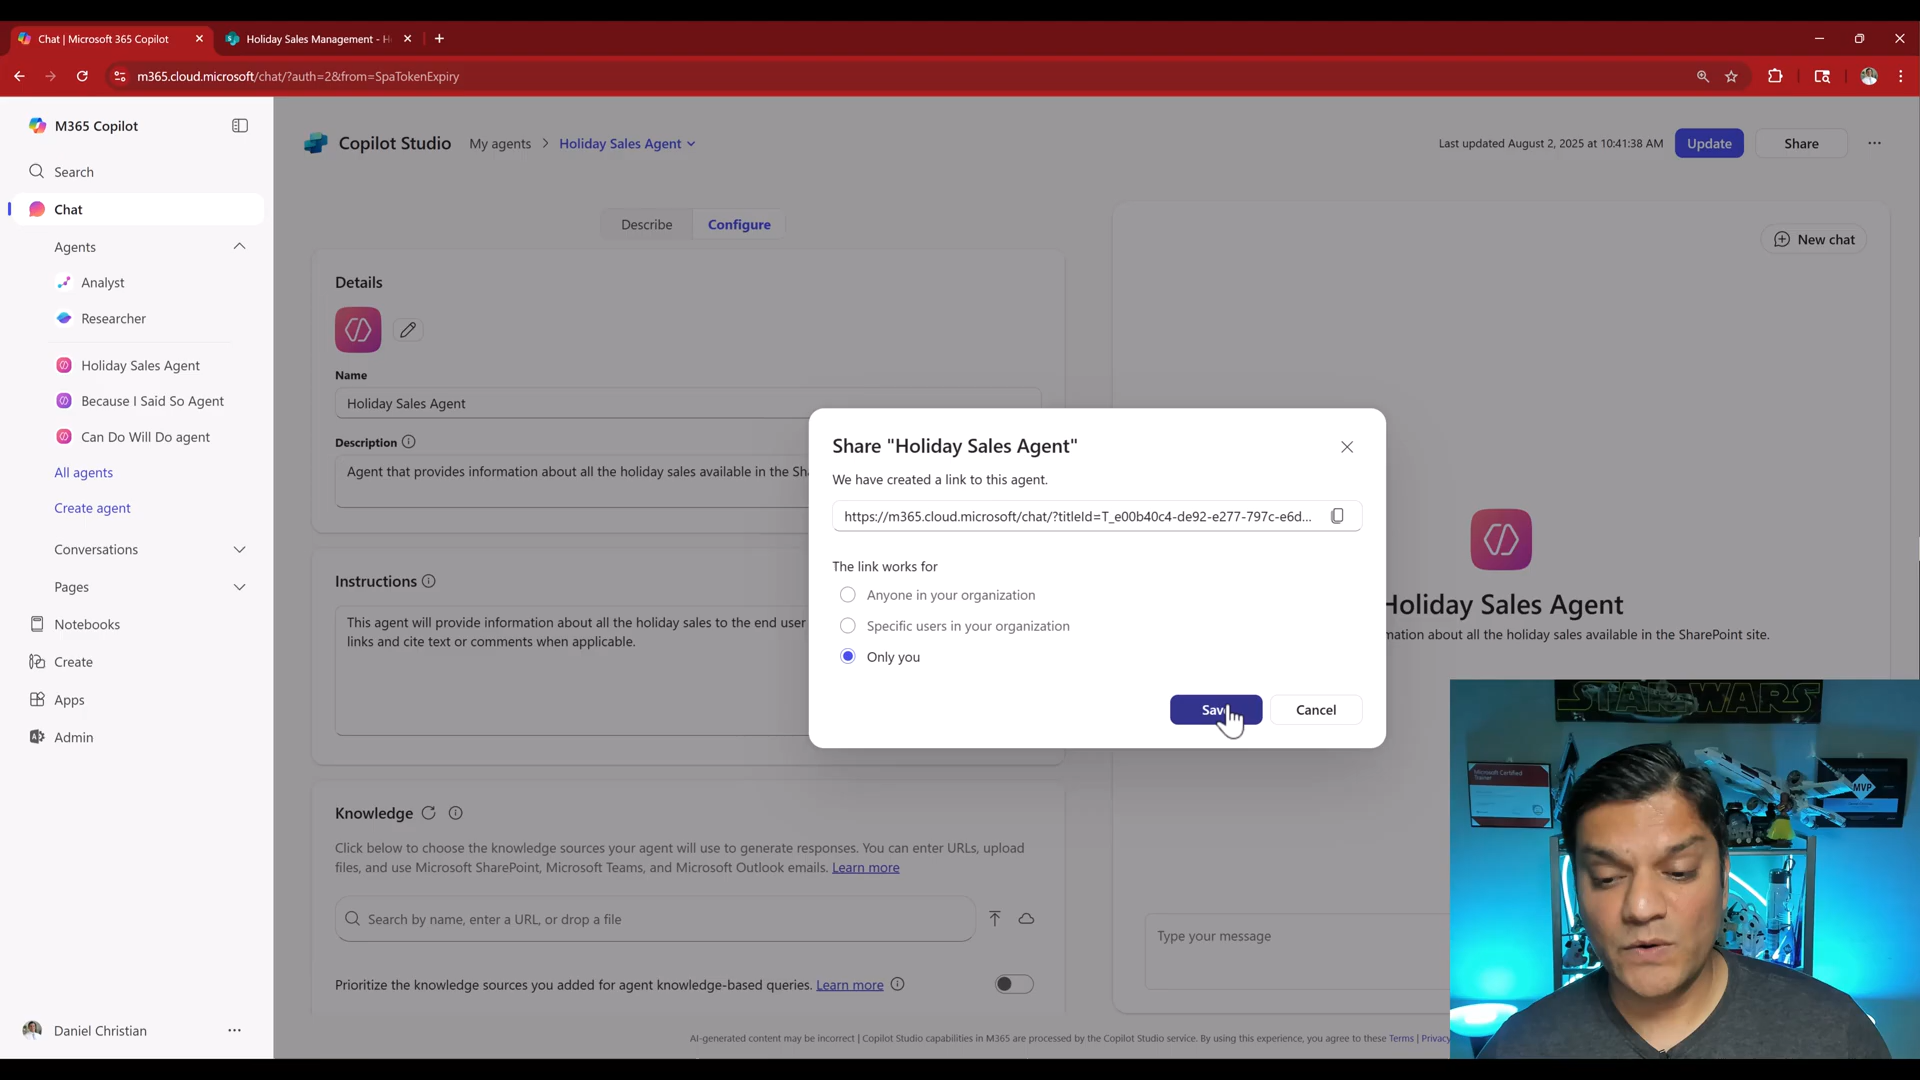 Chat | Microsoft 365 Copilot
Holiday Sales Management - H
m365.cloud.microsoft/chat/?auth=2&from=SpaTokenExpiry
M365 Copilot
Search
Chat
Agents
Analyst
Researcher
Holiday Sales Agent
Because I Said So Agent
Can Do Will Do agent
All agents
Create agent
Conversations
Pages
Notebooks
Create
Apps
Admin
Daniel Christian
Copilot Studio My agents > Holiday Sales Agent
Last updated August 2, 2025 at 10:41:38 AM Update Share
Describe Configure
Details
Name
Holiday Sales Agent
Description
Agent that provides information about all the holiday sales available in the Sh
Instructions
This agent will provide information about all the holiday sales to the end user
links and cite text or comments when applicable.
Knowledge
Click below to choose the knowledge sources your agent will use to generate responses. You can enter URLs, upload
files, and use Microsoft SharePoint, Microsoft Teams, and Microsoft Outlook emails. Learn more
Search by name, enter a URL, or drop a file
Prioritize the knowledge sources you added for agent knowledge-based queries. Learn more
Share "Holiday Sales Agent"
We have created a link to this agent.
https://m365.cloud.microsoft/chat/?titleId=T_e00b40c4-de92-e277-797c-e6d...
The link works for
Anyone in your organization
Specific users in your organization
Only you
Save Cancel
New chat
Holiday Sales Agent
mation about all the holiday sales available in the SharePoint site.
Type your message
AI-generated content may be incorrect | Copilot Studio capabilities in M365 are processed by the Copilot Studio service. By using this experience, you agree to these Terms | Privacy
STAR WARS
Microsoft Certified
Trainer
MVP